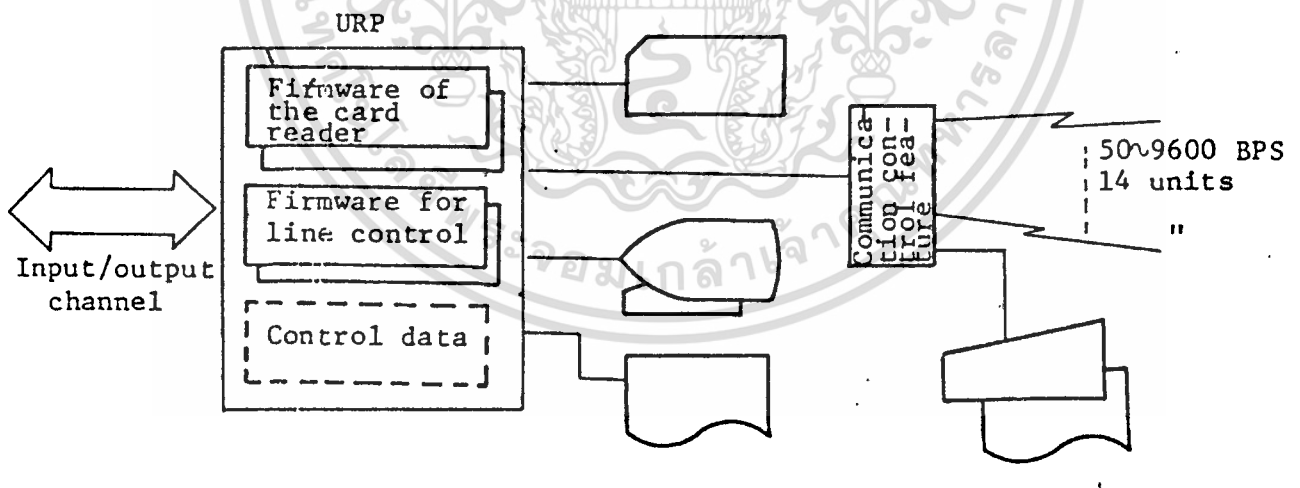 URP
Firmware of
the card
reader
Firmware for
line control
Control data
Input/output
channel
Communica-
tion con-
trol fea-
ture
50~9600 BPS
14 units
"